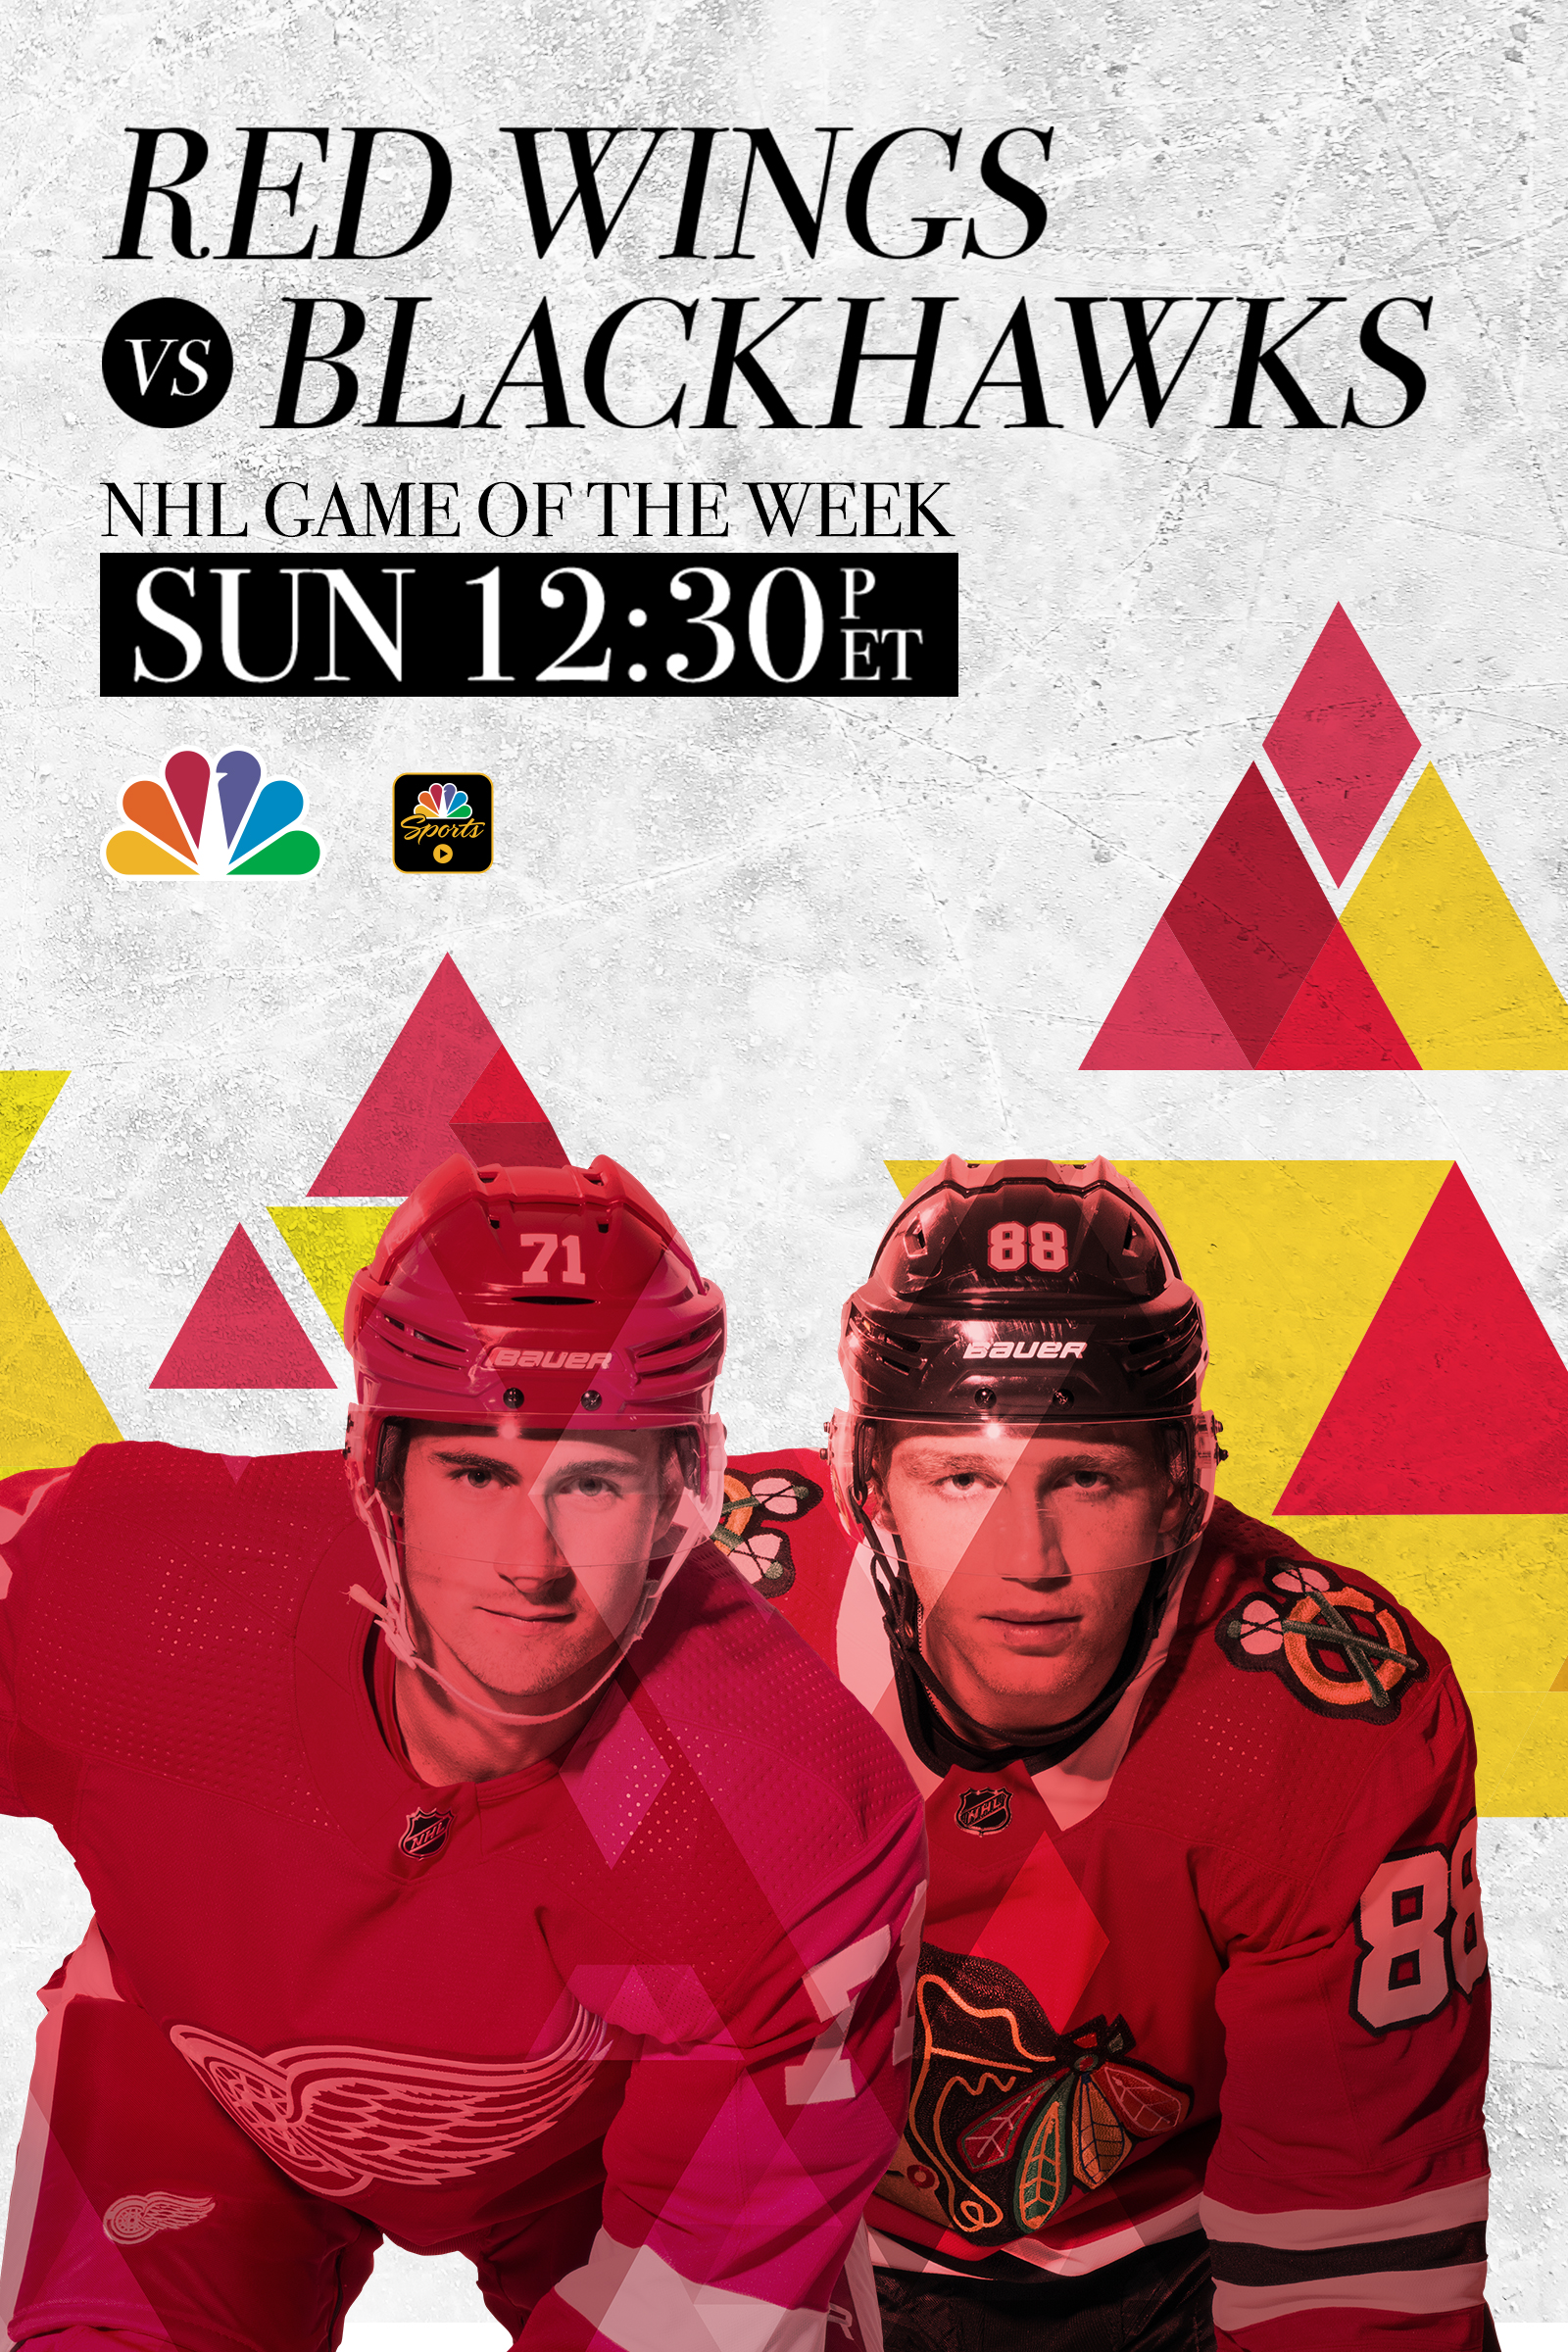 RED WINGS
VS BLACKHAWKS
NHL GAME OF THE WEEK
SUN 12:30 P ET
Sports
71
88
BAUER
BAUER
NHL
NHL
88
71